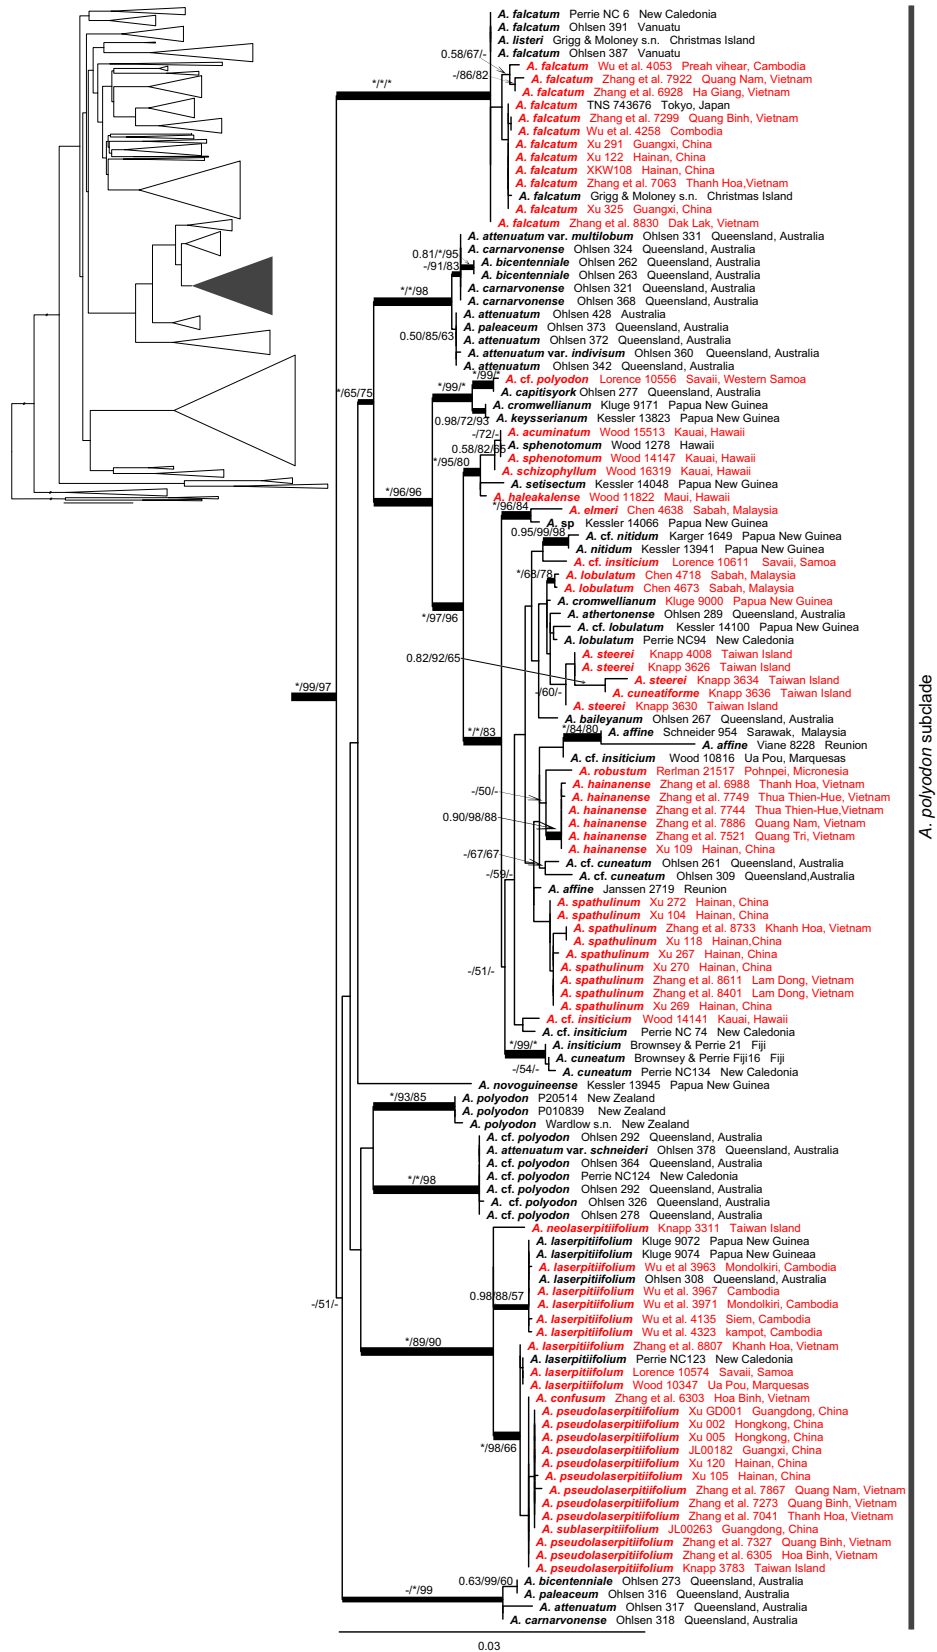 A. falcatum Perrie NC 6 New Caledonia
A. falcatum Ohlsen 391 Vanuatu
A. listeri Grigg & Moloney s.n. Christmas Island
A. falcatum Ohlsen 387 Vanuatu
0.58/67/-
A. falcatum Wu et al. 4053 Preah vihear, Cambodia
-/86/82
A. falcatum Zhang et al. 7922 Quang Nam, Vietnam
*/*/*
A. falcatum Zhang et al. 6928 Ha Giang, Vietnam
A. falcatum TNS 743676 Tokyo, Japan
A. falcatum Zhang et al. 7299 Quang Binh, Vietnam
A. falcatum Wu et al. 4258 Combodia
A. falcatum Xu 291 Guangxi, China
A. falcatum Xu 122 Hainan, China
A. falcatum XKW108 Hainan, China
A. falcatum Zhang et al. 7063 Thanh Hoa,Vietnam
A. falcatum Grigg & Moloney s.n. Christmas Island
A. falcatum Xu 325 Guangxi, China
A. falcatum Zhang et al. 8830 Dak Lak, Vietnam
A. attenuatum var. multilobum Ohlsen 331 Queensland, Australia
0.81/*/95
A. carnarvonense Ohlsen 324 Queensland, Australia
-/91/83
A. bicentenniale Ohlsen 262 Queensland, Australia
A. bicentenniale Ohlsen 263 Queensland, Australia
*/*/98
A. carnarvonense Ohlsen 321 Queensland, Australia
A. carnarvonense Ohlsen 368 Queensland, Australia
A. attenuatum Ohlsen 428 Australia
A. paleaceum Ohlsen 373 Queensland, Australia
0.50/85/63
A. attenuatum Ohlsen 372 Queensland, Australia
A. attenuatum var. indivisum Ohlsen 360 Queensland, Australia
A. attenuatum Ohlsen 342 Queensland, Australia
*/99/*
A. cf. polyodon Lorence 10556 Savaii, Western Samoa
*/65/75
*/99/*
A. capitisyork Ohlsen 277 Queensland, Australia
A. cromwellianum Kluge 9171 Papua New Guinea
0.98/72/93
A. keysserianum Kessler 13823 Papua New Guinea
-/72/-
A. acuminatum Wood 15513 Kauai, Hawaii
0.58/82/65
A. sphenotomum Wood 1278 Hawaii
A. sphenotomum Wood 14147 Kauai, Hawaii
*/95/80
A. schizophyllum Wood 16319 Kauai, Hawaii
A. setisectum Kessler 14048 Papua New Guinea
*/96/96
A. haleakalense Wood 11822 Maui, Hawaii
*/96/84
A. elmeri Chen 4638 Sabah, Malaysia
A. sp Kessler 14066 Papua New Guinea
0.95/99/98
A. cf. nitidum Karger 1649 Papua New Guinea
A. nitidum Kessler 13941 Papua New Guinea
A. cf. insiticium Lorence 10611 Savaii, Samoa
*/68/78
A. lobulatum Chen 4718 Sabah, Malaysia
A. lobulatum Chen 4673 Sabah, Malaysia
A. cromwellianum Kluge 9000 Papua New Guinea
*/97/96
A. athertonense Ohlsen 289 Queensland, Australia
A. cf. lobulatum Kessler 14100 Papua New Guinea
A. lobulatum Perrie NC94 New Caledonia
0.82/92/65
A. steerei Knapp 4008 Taiwan Island
A. steerei Knapp 3626 Taiwan Island
A. steerei Knapp 3634 Taiwan Island
-/60/-
A. cuneatiforme Knapp 3636 Taiwan Island
A. steerei Knapp 3630 Taiwan Island
*/99/97
A. baileyanum Ohlsen 267 Queensland, Australia
*/84/80
A. affine Schneider 954 Sarawak, Malaysia
*/*/83
A. affine Viane 8228 Reunion
A. cf. insiticium Wood 10816 Ua Pou, Marquesas
A. robustum Rerlman 21517 Pohnpei, Micronesia
-/50/-
A. hainanense Zhang et al. 6988 Thanh Hoa, Vietnam
A. hainanense Zhang et al. 7749 Thua Thien-Hue, Vietnam
A. hainanense Zhang et al. 7744 Thua Thien-Hue,Vietnam
0.90/98/88
A. hainanense Zhang et al. 7886 Quang Nam, Vietnam
A. hainanense Zhang et al. 7521 Quang Tri, Vietnam
A. hainanense Xu 109 Hainan, China
-/67/67
A. cf. cuneatum Ohlsen 261 Queensland, Australia
-/59/-
A. cf. cuneatum Ohlsen 309 Queensland,Australia
A. affine Janssen 2719 Reunion
A. spathulinum Xu 272 Hainan, China
A. spathulinum Xu 104 Hainan, China
A. spathulinum Zhang et al. 8733 Khanh Hoa, Vietnam
A. spathulinum Xu 118 Hainan,China
A. spathulinum Xu 267 Hainan, China
-/51/-
A. spathulinum Xu 270 Hainan, China
A. spathulinum Zhang et al. 8611 Lam Dong, Vietnam
A. spathulinum Zhang et al. 8401 Lam Dong, Vietnam
A. spathulinum Xu 269 Hainan, China
A. cf. insiticium Wood 14141 Kauai, Hawaii
A. cf. insiticium Perrie NC 74 New Caledonia
*/99/*
A. insiticium Brownsey & Perrie 21 Fiji
A. cuneatum Brownsey & Perrie Fiji16 Fiji
-/54/-
A. cuneatum Perrie NC134 New Caledonia
A. novoguineense Kessler 13945 Papua New Guinea
*/93/85
A. polyodon P20514 New Zealand
A. polyodon P010839 New Zealand
A. polyodon Wardlow s.n. New Zealand
A. cf. polyodon Ohlsen 292 Queensland, Australia
A. attenuatum var. schneideri Ohlsen 378 Queensland, Australia
A. cf. polyodon Ohlsen 364 Queensland, Australia
*/*/98
A. cf. polyodon Perrie NC124 New Caledonia
A. cf. polyodon Ohlsen 292 Queensland, Australia
A. cf. polyodon Ohlsen 326 Queensland, Australia
A. cf. polyodon Ohlsen 278 Queensland, Australia
A. neolaserpitiifolium Knapp 3311 Taiwan Island
A. laserpitiifolium Kluge 9072 Papua New Guinea
A. laserpitiifolium Kluge 9074 Papua New Guineaa
A. laserpitiifolium Wu et al 3963 Mondolkiri, Cambodia
A. laserpitiifolium Ohlsen 308 Queensland, Australia
0.98/88/57
A. laserpitiifolium Wu et al. 3967 Cambodia
-/51/-
A. laserpitiifolium Wu et al. 3971 Mondolkiri, Cambodia
A. laserpitiifolium Wu et al. 4135 Siem, Cambodia
A. laserpitiifolium Wu et al. 4323 kampot, Cambodia
*/89/90
A. laserpitiifolium Zhang et al. 8807 Khanh Hoa, Vietnam
A. laserpitiifolium Perrie NC123 New Caledonia
A. laserpitiifolium Lorence 10574 Savaii, Samoa
A. laserpitiifolum Wood 10347 Ua Pou, Marquesas
A. confusum Zhang et al. 6303 Hoa Binh, Vietnam
A. pseudolaserpitiifolium Xu GD001 Guangdong, China
A. pseudolaserpitiifolium Xu 002 Hongkong, China
A. pseudolaserpitiifolium Xu 005 Hongkong, China
*/98/66
A. pseudolaserpitiifolium JL00182 Guangxi, China
A. pseudolaserpitiifolium Xu 120 Hainan, China
A. pseudolaserpitiifolium Xu 105 Hainan, China
A. pseudolaserpitiifolium Zhang et al. 7867 Quang Nam, Vietnam
A. pseudolaserpitiifolium Zhang et al. 7273 Quang Binh, Vietnam
A. pseudolaserpitiifolium Zhang et al. 7041 Thanh Hoa, Vietnam
A. sublaserpitiifolium JL00263 Guangdong, China
A. pseudolaserpitiifolium Zhang et al. 7327 Quang Binh, Vietnam
A. pseudolaserpitiifolium Zhang et al. 6305 Hoa Binh, Vietnam
A. pseudolaserpitiifolium Knapp 3783 Taiwan Island
0.63/99/60
A. bicentenniale Ohlsen 273 Queensland, Australia
-/*/99
A. paleaceum Ohlsen 316 Queensland, Australia
A. attenuatum Ohlsen 317 Queensland, Australia
A. carnarvonense Ohlsen 318 Queensland, Australia
0.03
A. polyodon subclade